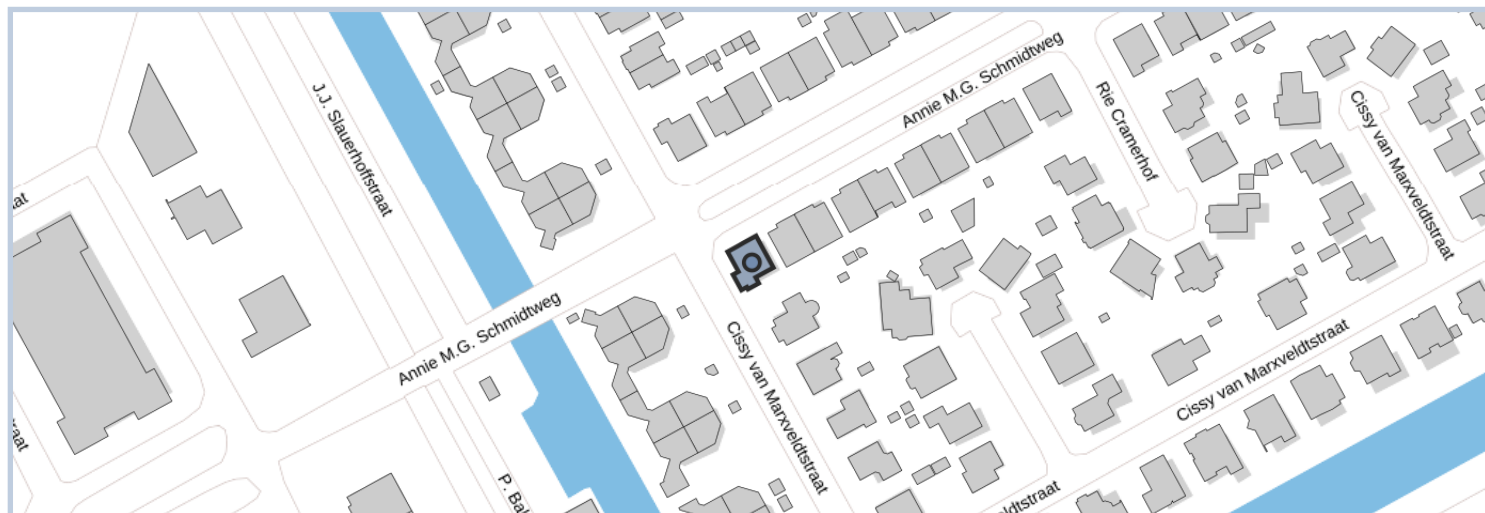 J.J. Slauerhoffstraat
Annie M.G. Schmidtweg
Rie Cramerhof
Cissy van Marxveldtstraat
Annie M.G. Schmidtweg
Cissy van Marxveldtstraat
Cissy van Marxveldtstraat